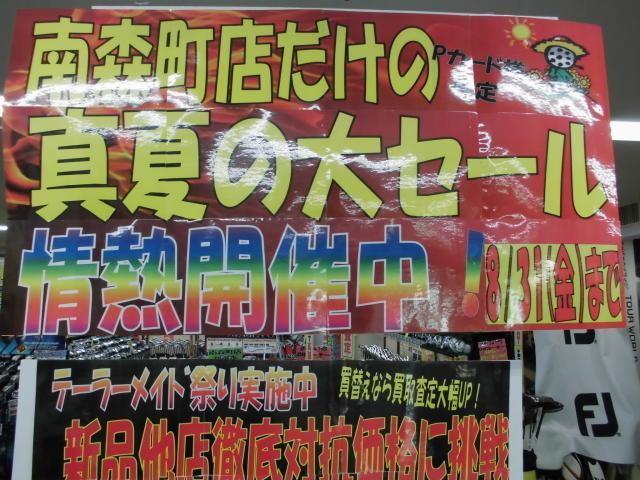 南森町店だけの
Pカード
定
真夏の大セール
情熱開催中！
8/31(金)まで
テーラーメイド祭り実施中
買替えなら買取査定大幅UP！
新品他店徹底対抗価格に挑戦
FJ
TOUR